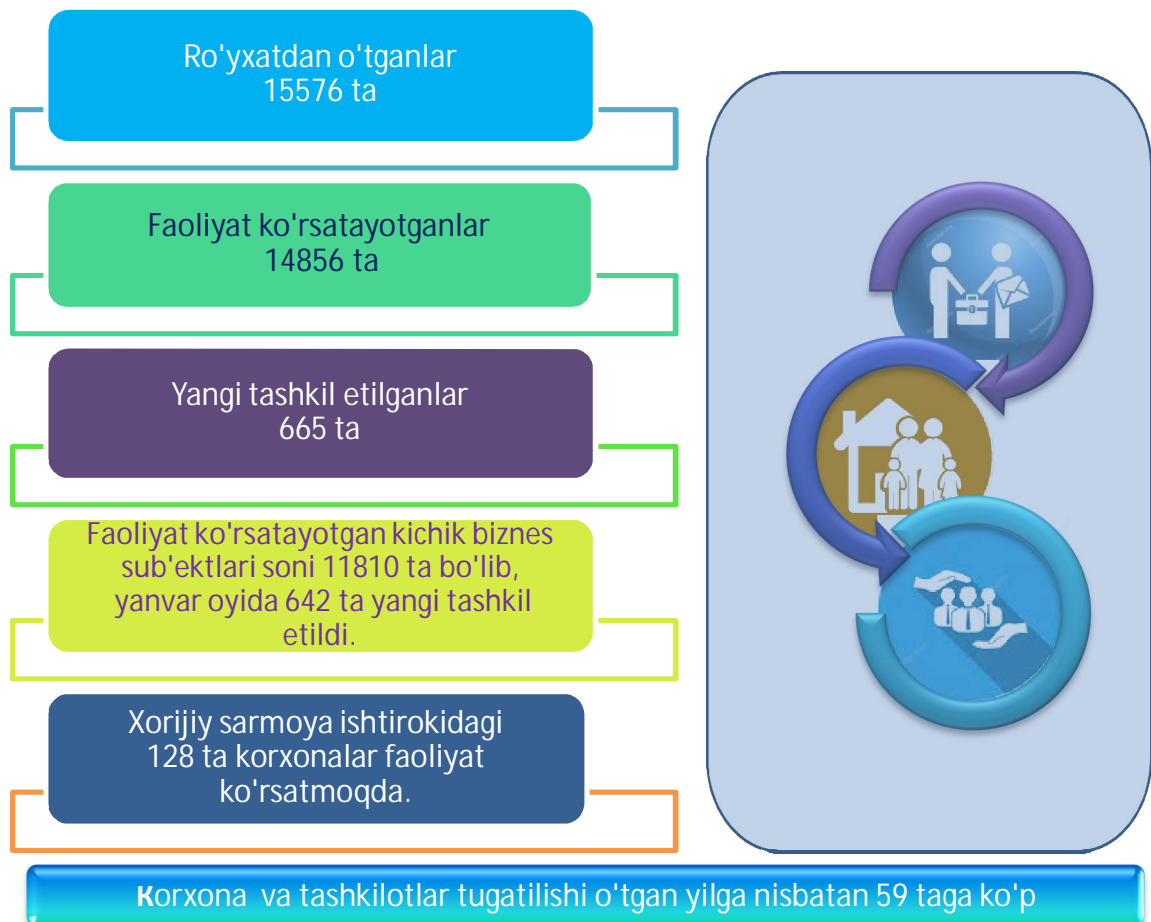 Ro'yxatdan o'tganlar
15576 ta
Faoliyat ko'rsatayotganlar
14856 ta
Yangi tashkil etilganlar
665 ta
Faoliyat ko'rsatayotgan kichik biznes
sub'ektlari soni 11810 ta bo'lib,
yanvar oyida 642 ta yangi tashkil
etildi.
Xorijiy sarmoya ishtirokidagi
128 ta korxonalar faoliyat
ko'rsatmoqda.
Korxona va tashkilotlar tugatilishi o'tgan yilga nisbatan 59 taga ko'p